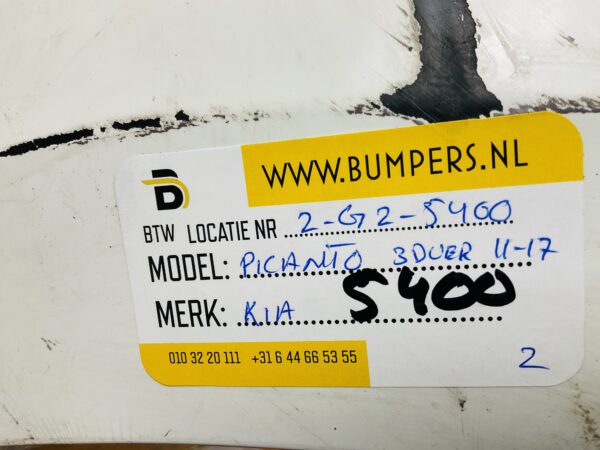 WWW.BUMPERS.NL
BTW LOCATIE NR 2-G2-5400
MODEL: PICANTO 3DUER 11-17
MERK: KIA 5400
010 32 20 111 +31 6 44 66 53 55
2